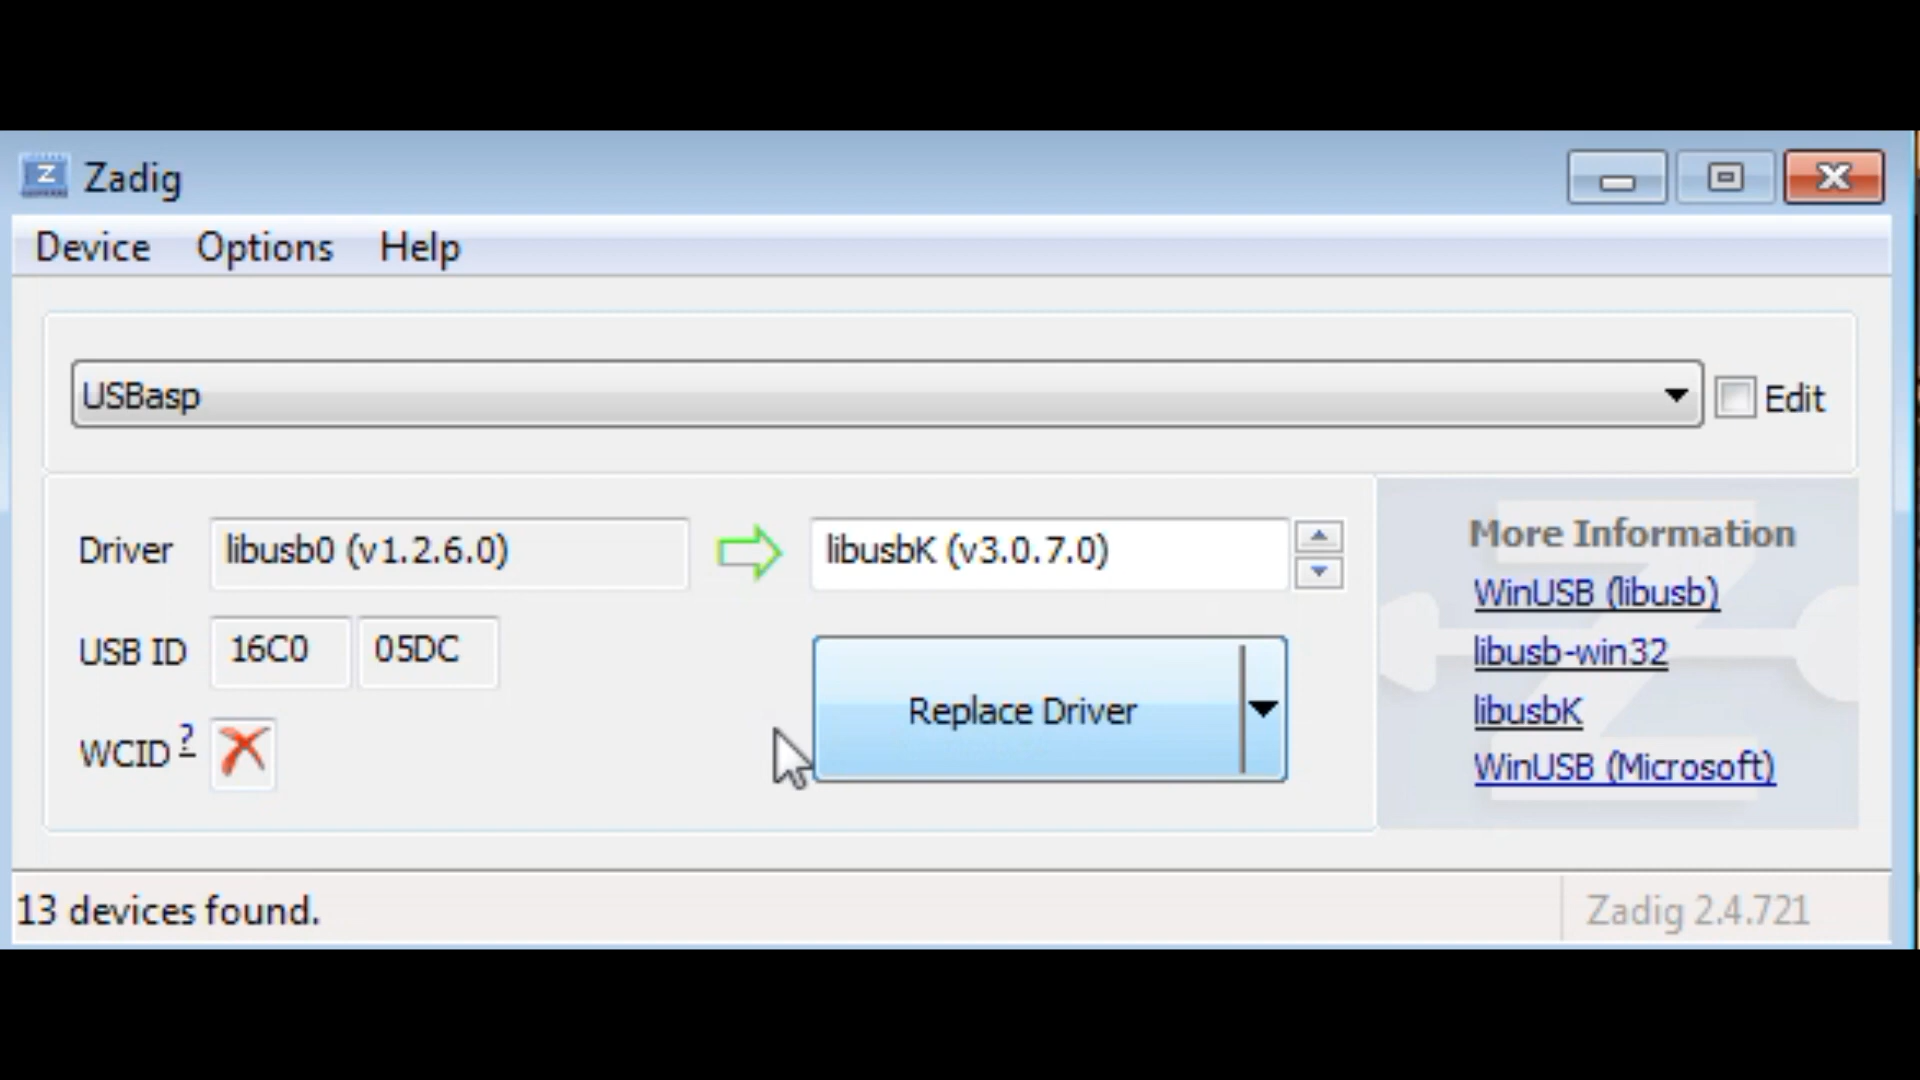 Zadig
Device Options Help
USBasp
Edit
Driver libusb0 (v1.2.6.0) libusbK (v3.0.7.0)
USB ID 16C0 05DC
WCID ?
Replace Driver
More Information
WinUSB (libusb)
libusb-win32
libusbK
WinUSB (Microsoft)
13 devices found.
Zadig 2.4.721